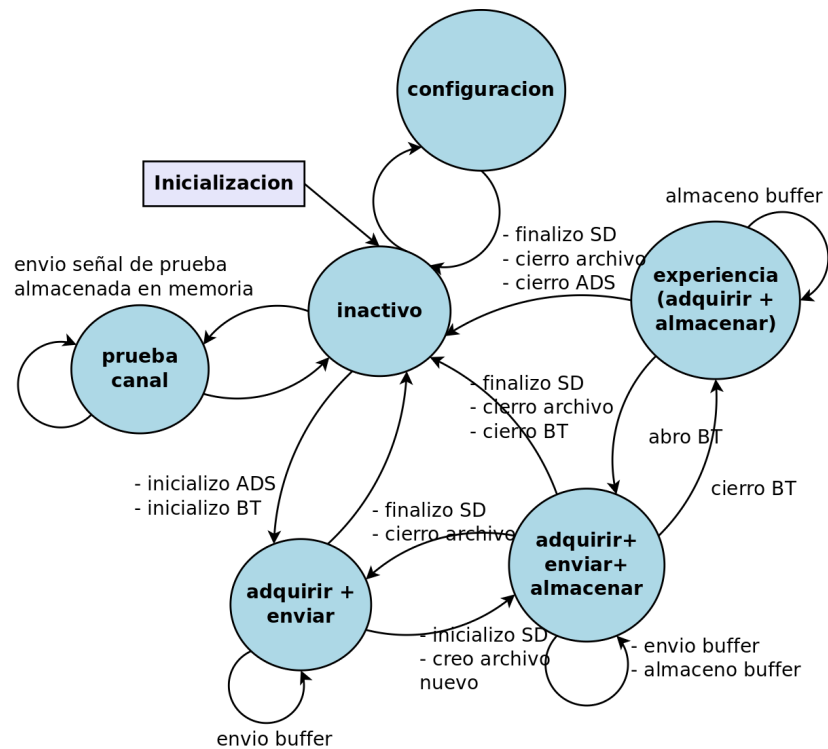 configuracion
Inicializacion
almaceno buffer
- finalizo SD
- cierro archivo
- cierro ADS
experiencia
(adquirir +
almacenar)
envio señal de prueba
almacenada en memoria
inactivo
prueba
canal
- finalizo SD
- cierro archivo
- cierro BT
abro BT
cierro BT
- inicializo ADS
- inicializo BT
- finalizo SD
- cierro archivo
adquirir+
enviar+
almacenar
adquirir +
enviar
- inicializo SD
- creo archivo
nuevo
- envio buffer
- almaceno buffer
envio buffer